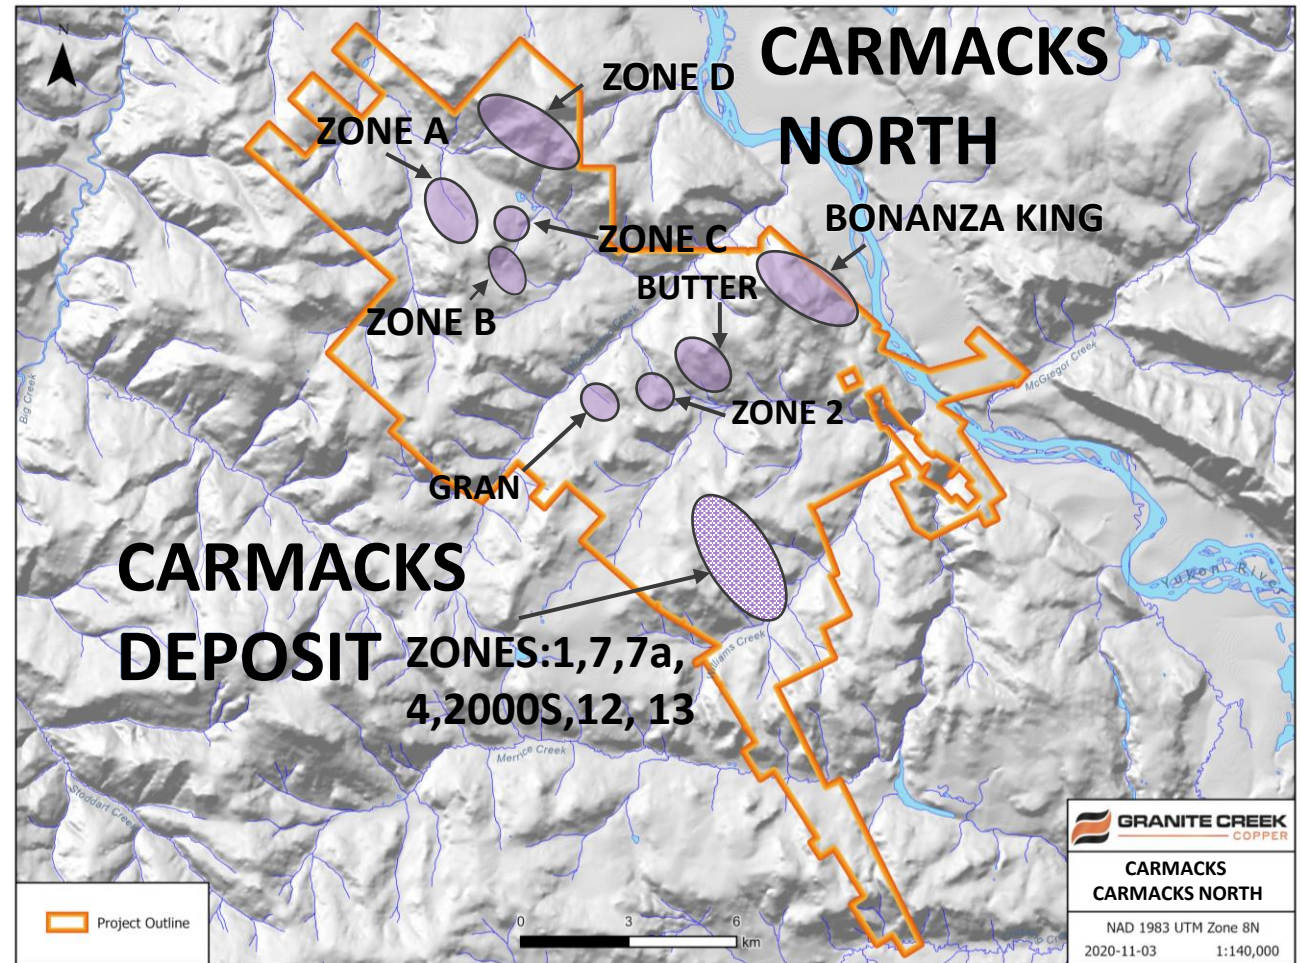 N
CARMACKS
NORTH
ZONE D
ZONE A
BONANZA KING
ZONE C
BUTTER
ZONE B
McGregor Creek
Big Creek
ZONE 2
GRAN
CARMACKS
DEPOSIT
ZONES:1,7,7a,
4,2000S,12, 13
Yukon River
Merrice Creek
Stoddart Creek
Project Outline
0 3 6
km
GRANITE CREEK
COPPER
CARMACKS
CARMACKS NORTH
NAD 1983 UTM Zone 8N
2020-11-03 1:140,000